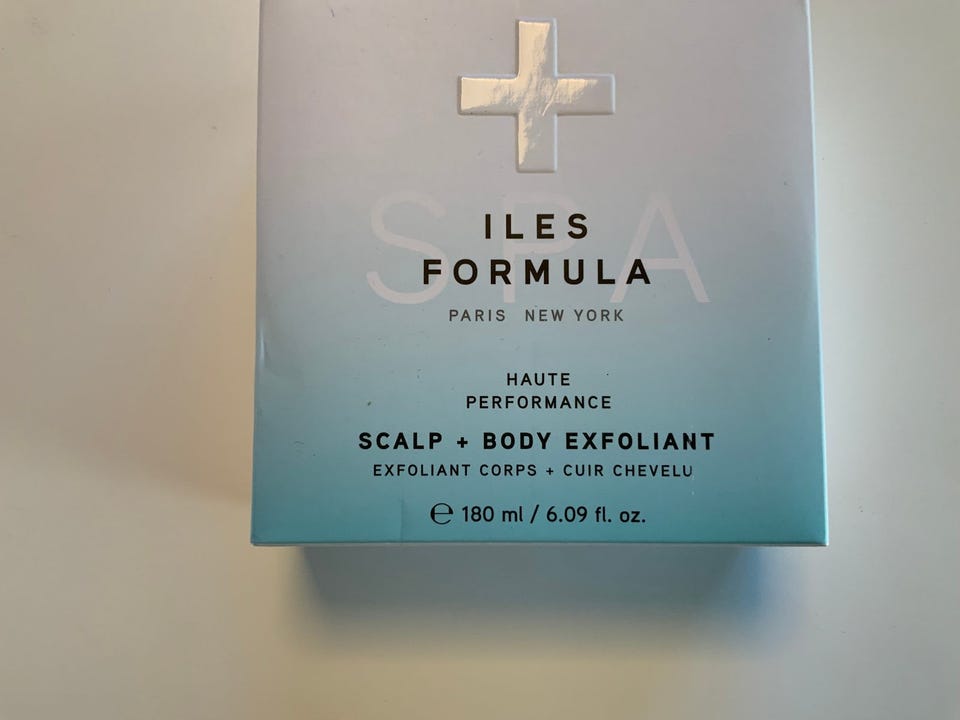 SPA
ILES
FORMULA
PARIS NEW YORK
HAUTE
PERFORMANCE
SCALP + BODY EXFOLIANT
EXFOLIANT CORPS + CUIR CHEVELU
℮ 180 ml / 6.09 fl. oz.